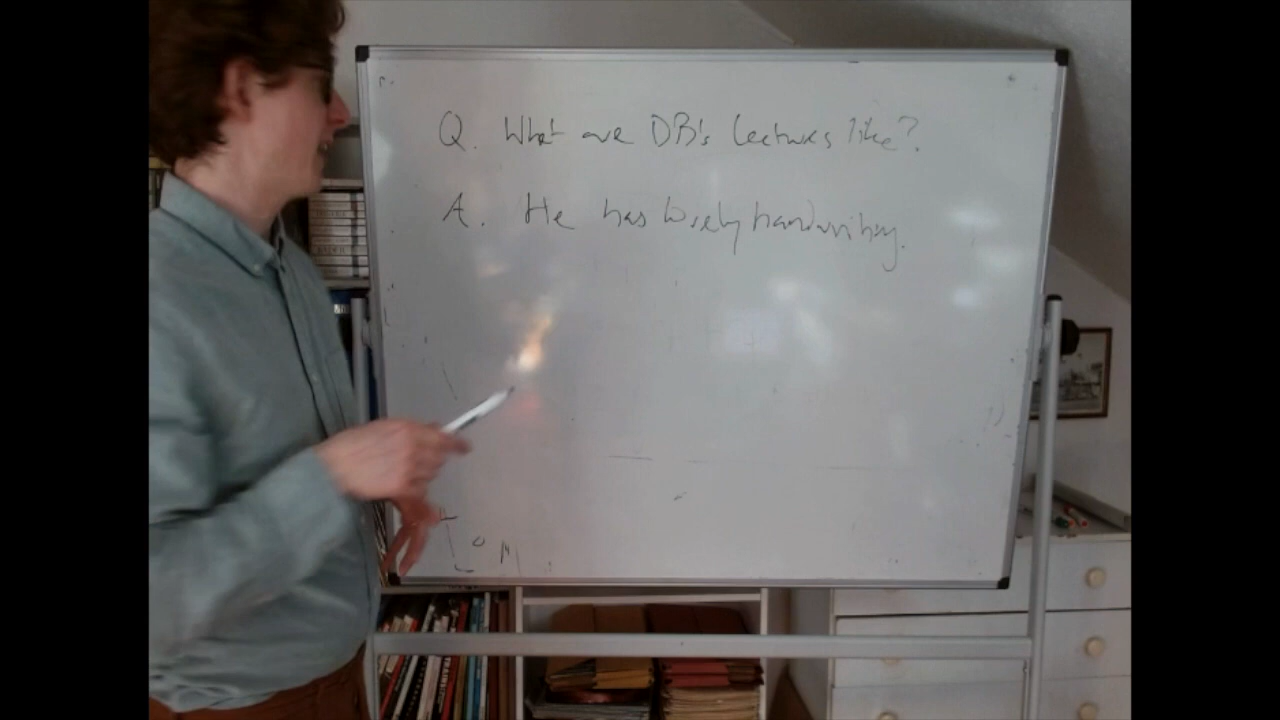 Q. What are DB's lectures like?
A. He has lovely handwriting.